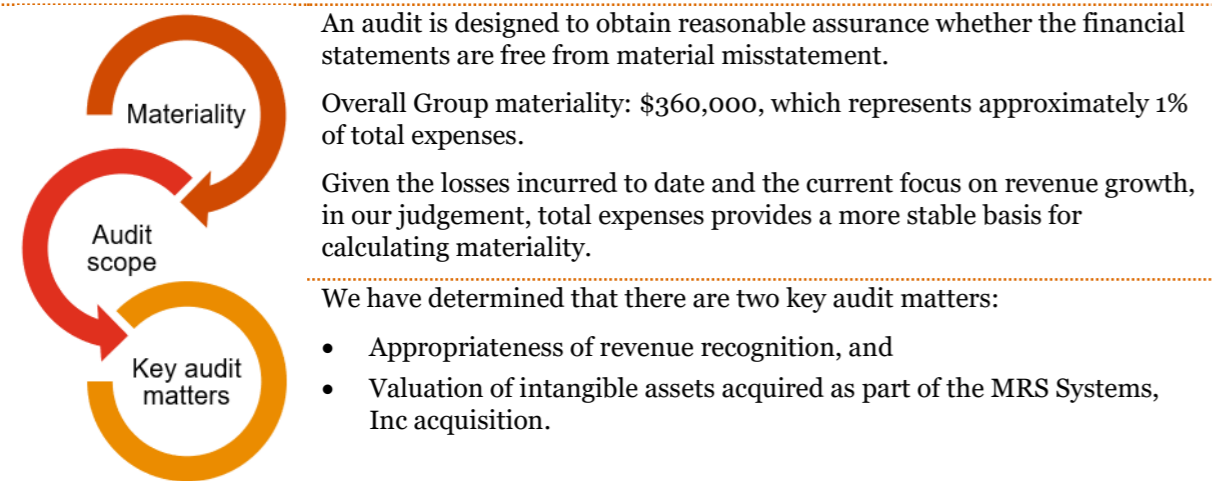 An audit is designed to obtain reasonable assurance whether the financial
statements are free from material misstatement.
Materiality
Overall Group materiality: $360,000, which represents approximately 1%
of total expenses.
Given the losses incurred to date and the current focus on revenue growth,
in our judgement, total expenses provides a more stable basis for
calculating materiality.
Audit
scope
We have determined that there are two key audit matters:
• Appropriateness of revenue recognition, and
• Valuation of intangible assets acquired as part of the MRS Systems,
Inc acquisition.
Key audit
matters